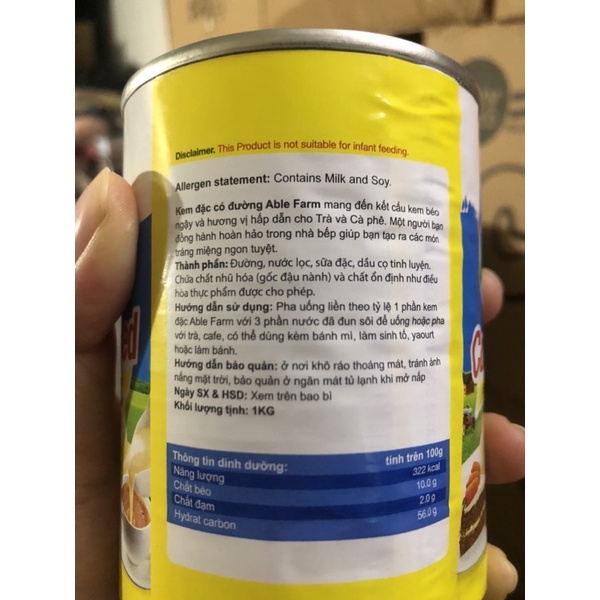 Disclaimer. This Product is not suitable for infant feeding.
Allergen statement: Contains Milk and Soy.
Kem đặc có đường Able Farm mang đến kết cấu kem béo
ngậy và hương vị hấp dẫn cho Trà và Cà phê. Một người bạn
đồng hành hoàn hảo trong nhà bếp giúp bạn tạo ra các món
tráng miệng ngon tuyệt.
Thành phần: Đường, nước lọc, sữa đặc, dầu cọ tinh luyện.
Chứa chất nhũ hóa (gốc đậu nành) và chất ổn định như điều
hòa thực phẩm được cho phép.
Hướng dẫn sử dụng: Pha uống liền theo tỷ lệ 1 phần kem
đặc Able Farm với 3 phần nước đã đun sôi để uống hoặc pha
với trà, cafe, có thể dùng kèm bánh mì, làm sinh tố, yaourt
hoặc làm bánh.
Hướng dẫn bảo quản: ở nơi khô ráo thoáng mát, tránh ánh
nắng mặt trời, bảo quản ở ngăn mát tủ lạnh khi mở nắp
Ngày SX & HSD: Xem trên bao bì
Khối lượng tịnh: 1KG
Thông tin dinh dưỡng: tính trên 100g
Năng lượng 322 kcal
Chất béo 10.0 g
Chất đạm 2.0 g
Hydrat carbon 56.0 g